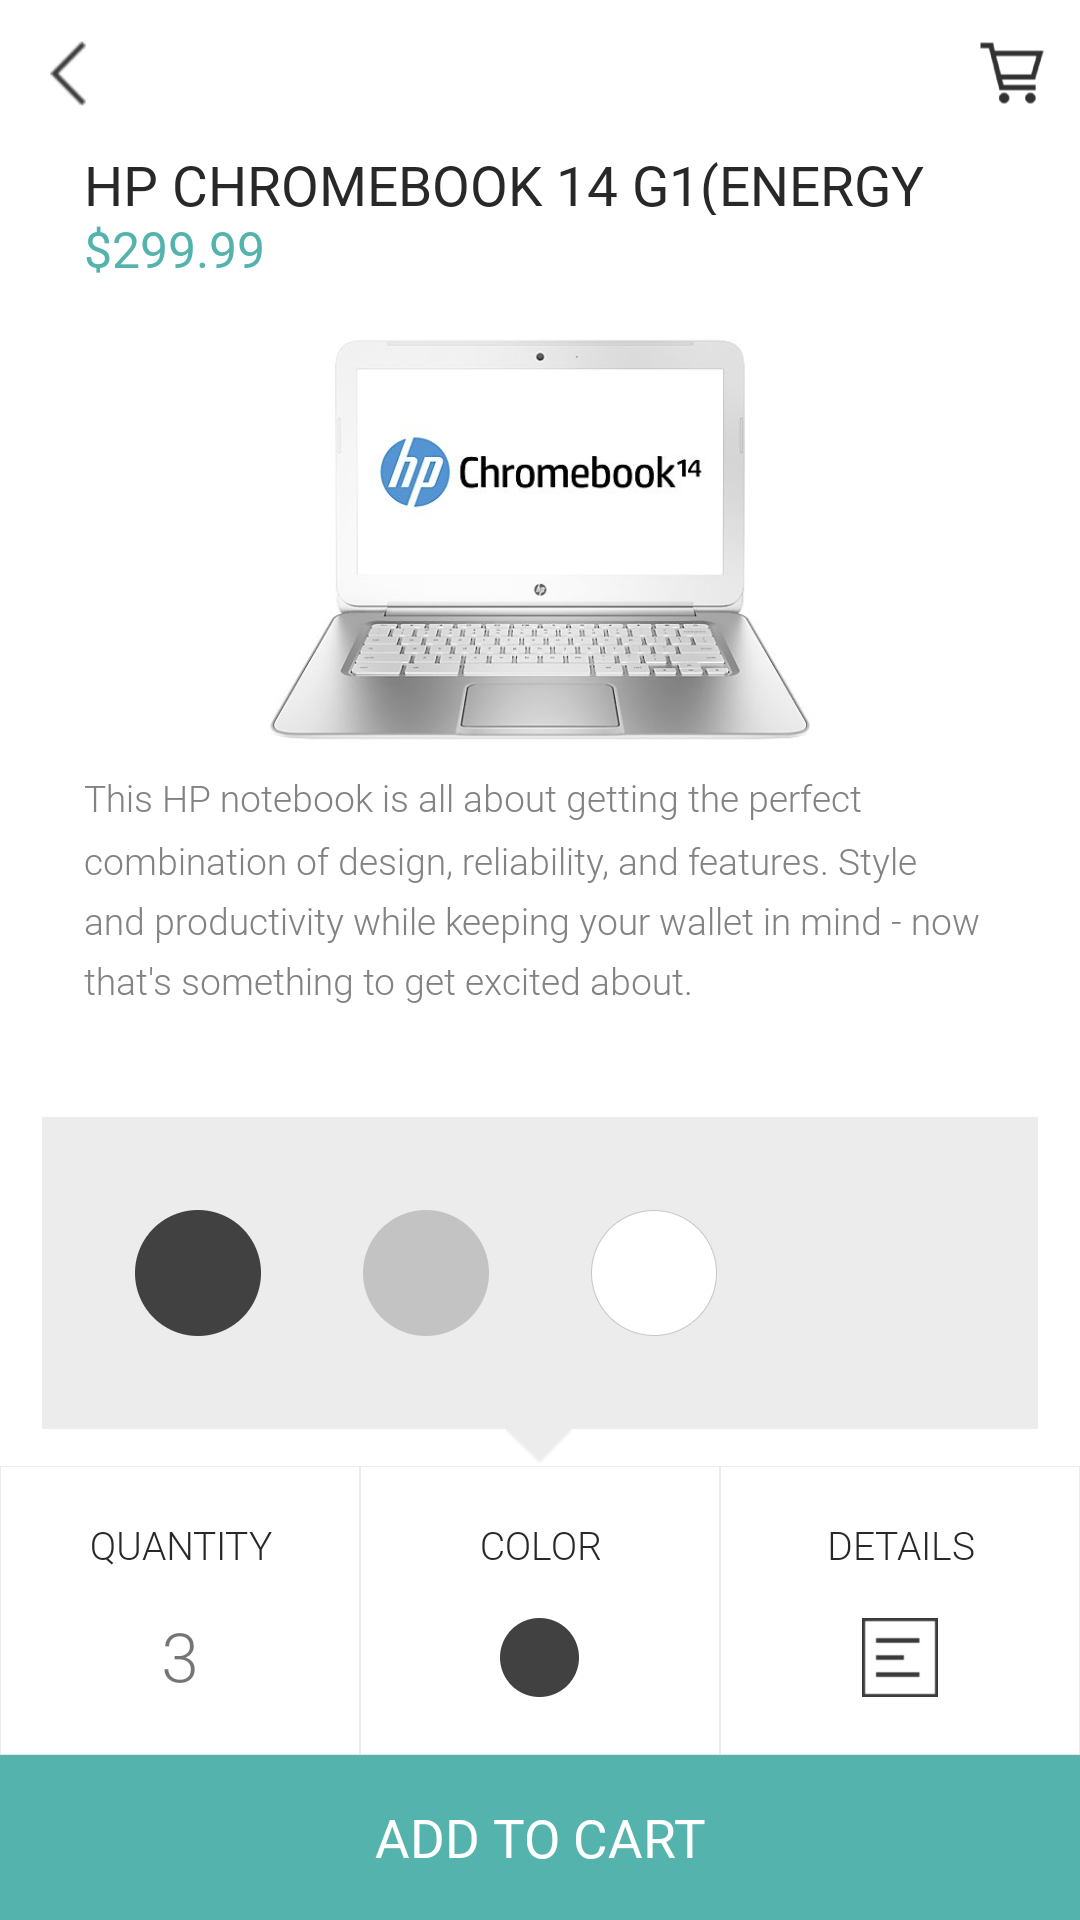 HP CHROMEBOOK 14 G1(ENERGY
$299.99
hp Chromebook14
hp
This HP notebook is all about getting the perfect
combination of design, reliability, and features. Style
and productivity while keeping your wallet in mind - now
that's something to get excited about.
QUANTITY
COLOR
DETAILS
3
ADD TO CART